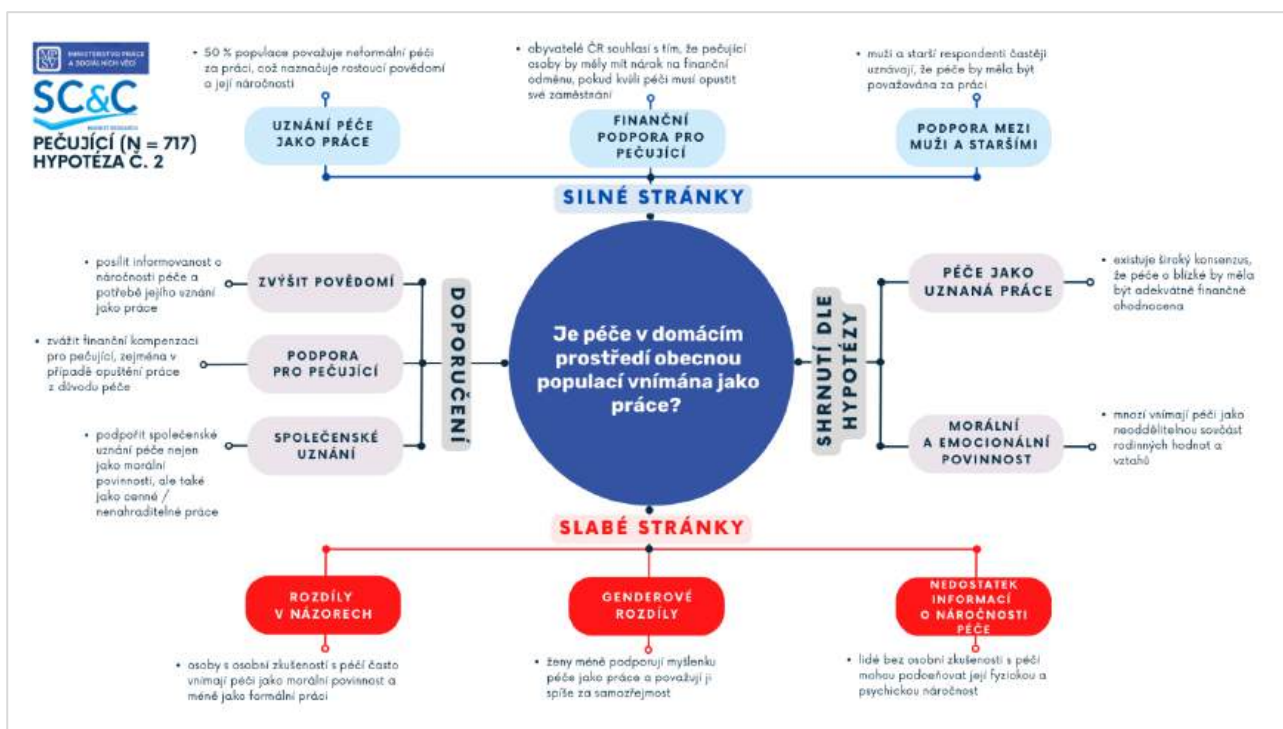 MINISTERSTVO PRÁCE
A SOCIÁLNÍCH VĚCÍ
SC&C
MARKET RESEARCH
PEČUJÍCÍ (N = 717)
HYPOTÉZA Č. 2
• 50 % populace považuje neformální péči
za práci, což naznačuje rostoucí povědomí
o její náročnosti
• obyvatelé ČR souhlasí s tím, že pečující
osoby by měly mít nárok na finanční
odměnu, pokud kvůli péči musí opustit
své zaměstnání
• muži a starší respondenti častěji
uznávají, že péče by měla být
považována za práci
UZNÁNÍ PÉČE
JAKO PRÁCE
FINANČNÍ
PODPORA PRO
PEČUJÍCÍ
PODPORA MEZI
MUŽI A STARŠÍMI
SILNÉ STRÁNKY
• posílit informovanost o
náročnosti péče a
potřebě jejího uznání
jako práce
ZVÝŠIT POVĚDOMÍ
• zvážit finanční kompenzaci
pro pečující, zejména v
případě opuštění práce
z důvodu péče
PODPORA
PRO PEČUJÍCÍ
• podpořit společenské
uznání péče nejen
jako morální
povinnosti, ale také
jako cenné /
nenahraditelné práce
SPOLEČENSKÉ
UZNÁNÍ
DOPORUČENÍ
Je péče v domácím
prostředí obecnou
populací vnímána jako
práce?
SHRNUTÍ DLE
HYPOTÉZY
PÉČE JAKO
UZNANÁ PRÁCE
• existuje široký konsenzus,
že péče o blízké by měla
být adekvátně finančně
ohodnocena
MORÁLNÍ
A EMOCIONÁLNÍ
POVINNOST
• mnozí vnímají péči jako
neoddělitelnou součást
rodinných hodnot a
vztahů
SLABÉ STRÁNKY
ROZDÍLY
V NÁZORECH
GENDEROVÉ
ROZDÍLY
NEDOSTATEK
INFORMACÍ
O NÁROČNOSTI
PÉČE
• osoby s osobní zkušeností s péčí často
vnímají péči jako morální povinnost a
méně jako formální práci
• ženy méně podporují myšlenku
péče jako práce a považují ji
spíše za samozřejmost
• lidé bez osobní zkušenosti s péčí
mohou podceňovat její fyzickou a
psychickou náročnost